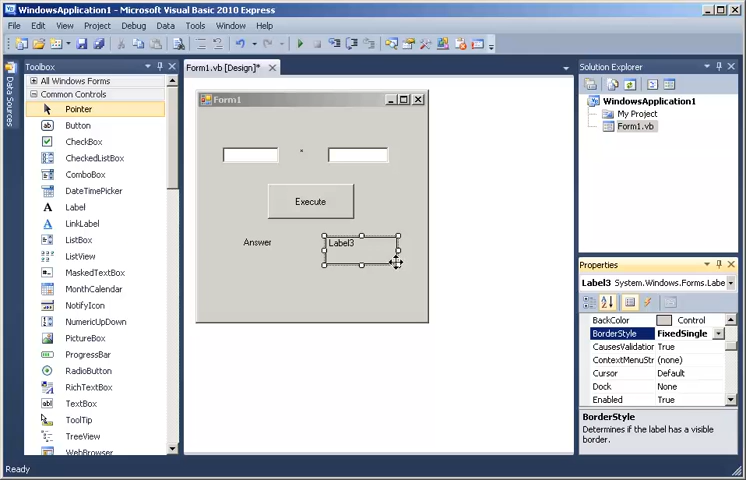 WindowsApplication1 - Microsoft Visual Basic 2010 Express
File Edit View Project Debug Data Tools Window Help
Data Sources
Toolbox
All Windows Forms
Common Controls
Pointer
Button
CheckBox
CheckedListBox
ComboBox
DateTimePicker
Label
LinkLabel
ListBox
ListView
MaskedTextBox
MonthCalendar
NotifyIcon
NumericUpDown
PictureBox
ProgressBar
RadioButton
RichTextBox
TextBox
ToolTip
TreeView
WebBrowser
Form1.vb [Design]*
Form1
*
Execute
Answer Label3
Solution Explorer
WindowsApplication1
My Project
Form1.vb
Properties
Label3 System.Windows.Forms.Labe
BackColor Control
BorderStyle FixedSingle
CausesValidation True
ContextMenuStr (none)
Cursor Default
Dock None
Enabled True
BorderStyle
Determines if the label has a visible
border.
Ready